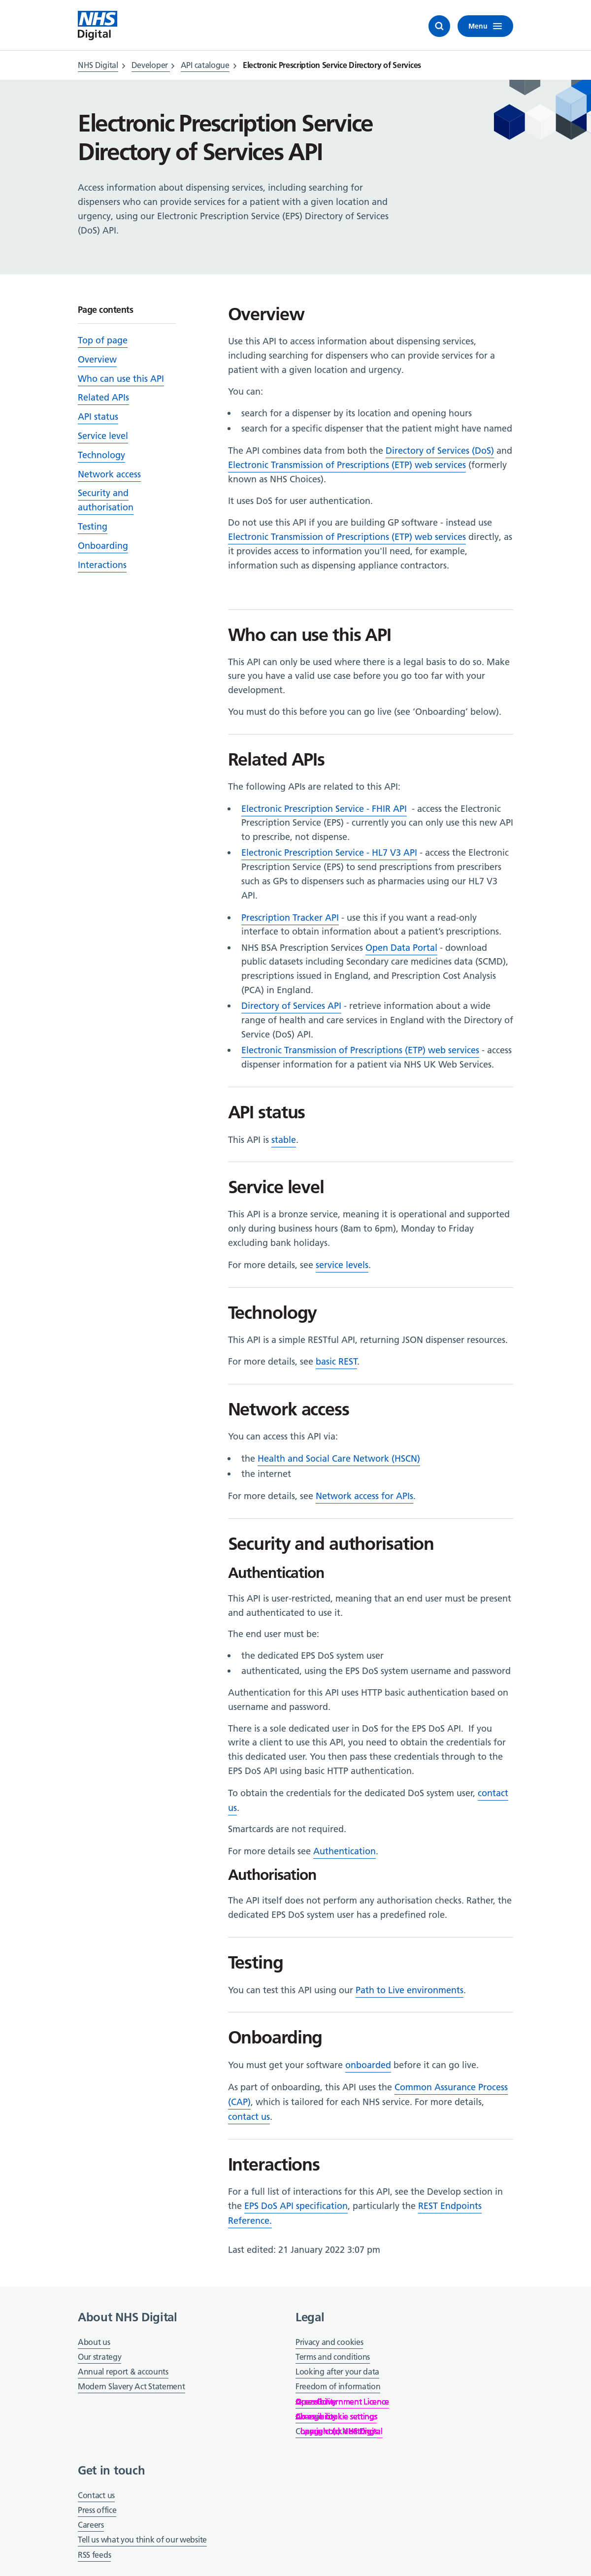 NHS
Digital
Menu
NHS Digital > Developer > API catalogue > Electronic Prescription Service Directory of Services
Electronic Prescription Service
Directory of Services API
Access information about dispensing services, including searching for
dispensers who can provide services for a patient with a given location and
urgency, using our Electronic Prescription Service (EPS) Directory of Services
(DoS) API.
Page contents
Top of page
Overview
Who can use this API
Related APIs
API status
Service level
Technology
Network access
Security and
authorisation
Testing
Onboarding
Interactions
Overview
Use this API to access information about dispensing services,
including searching for dispensers who can provide services for a
patient with a given location and urgency.
You can:
• search for a dispenser by its location and opening hours
• search for a specific dispenser that the patient might have named
The API combines data from both the Directory of Services (DoS) and
Electronic Transmission of Prescriptions (ETP) web services (formerly
known as NHS Choices).
It uses DoS for user authentication.
Do not use this API if you are building GP software - instead use
Electronic Transmission of Prescriptions (ETP) web services directly, as
it provides access to information you'll need, for example,
information such as dispensing appliance contractors.
Who can use this API
This API can only be used where there is a legal basis to do so. Make
sure you have a valid use case before you go too far with your
development.
You must do this before you can go live (see ‘Onboarding’ below).
Related APIs
The following APIs are related to this API:
• Electronic Prescription Service - FHIR API - access the Electronic
Prescription Service (EPS) - currently you can only use this new API
to prescribe, not dispense.
• Electronic Prescription Service - HL7 V3 API - access the Electronic
Prescription Service (EPS) to send prescriptions from prescribers
such as GPs to dispensers such as pharmacies using our HL7 V3
API.
• Prescription Tracker API - use this if you want a read-only
interface to obtain information about a patient’s prescriptions.
• NHS BSA Prescription Services Open Data Portal - download
public datasets including Secondary care medicines data (SCMD),
prescriptions issued in England, and Prescription Cost Analysis
(PCA) in England.
• Directory of Services API - retrieve information about a wide
range of health and care services in England with the Directory of
Service (DoS) API.
• Electronic Transmission of Prescriptions (ETP) web services - access
dispenser information for a patient via NHS UK Web Services.
API status
This API is stable.
Service level
This API is a bronze service, meaning it is operational and supported
only during business hours (8am to 6pm), Monday to Friday
excluding bank holidays.
For more details, see service levels.
Technology
This API is a simple RESTful API, returning JSON dispenser resources.
For more details, see basic REST.
Network access
You can access this API via:
• the Health and Social Care Network (HSCN)
• the internet
For more details, see Network access for APIs.
Security and authorisation
Authentication
This API is user-restricted, meaning that an end user must be present
and authenticated to use it.
The end user must be:
• the dedicated EPS DoS system user
• authenticated, using the EPS DoS system username and password
Authentication for this API uses HTTP basic authentication based on
username and password.
There is a sole dedicated user in DoS for the EPS DoS API. If you
write a client to use this API, you need to obtain the credentials for
this dedicated user. You then pass these credentials through to the
EPS DoS API using basic HTTP authentication.
To obtain the credentials for the dedicated DoS system user, contact
us.
Smartcards are not required.
For more details see Authentication.
Authorisation
The API itself does not perform any authorisation checks. Rather, the
dedicated EPS DoS system user has a predefined role.
Testing
You can test this API using our Path to Live environments.
Onboarding
You must get your software onboarded before it can go live.
As part of onboarding, this API uses the Common Assurance Process
(CAP), which is tailored for each NHS service. For more details,
contact us.
Interactions
For a full list of interactions for this API, see the Develop section in
the EPS DoS API specification, particularly the REST Endpoints
Reference.
Last edited: 21 January 2022 3:07 pm
About NHS Digital
About us
Our strategy
Annual report & accounts
Modern Slavery Act Statement
Legal
Privacy and cookies
Terms and conditions
Looking after your data
Freedom of information
Get in touch
Contact us
Press office
Careers
Tell us what you think of our website
RSS feeds